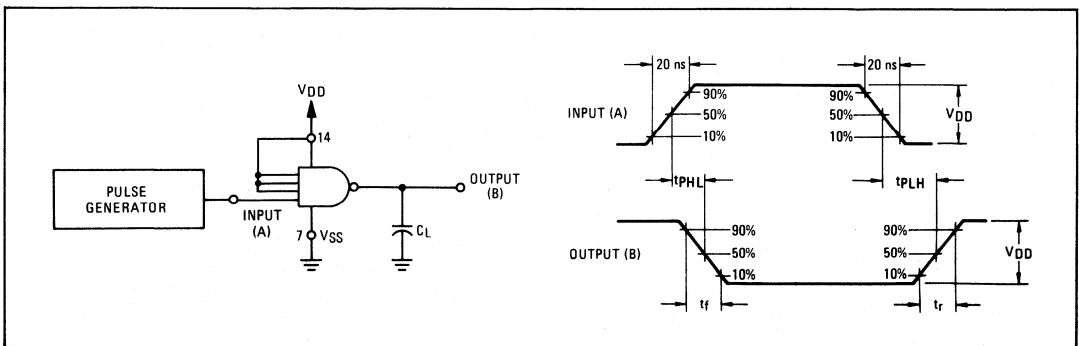 VDD
14
PULSE
GENERATOR
INPUT
(A)
7
VSS
CL
OUTPUT
(B)
20 ns
20 ns
INPUT (A)
90%
50%
10%
90%
50%
10%
VDD
tPHL
tPLH
OUTPUT (B)
90%
50%
10%
90%
50%
10%
VDD
tf
tr